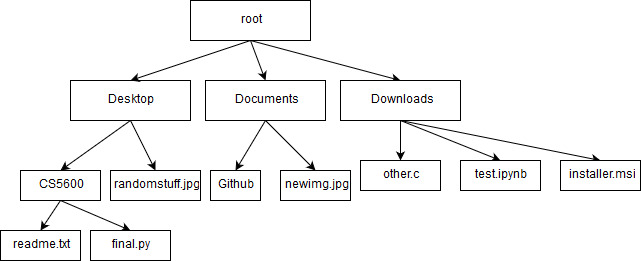 root
Desktop
Documents
Downloads
CS5600
randomstuff.jpg
Github
newimg.jpg
other.c
test.ipynb
installer.msi
readme.txt
final.py